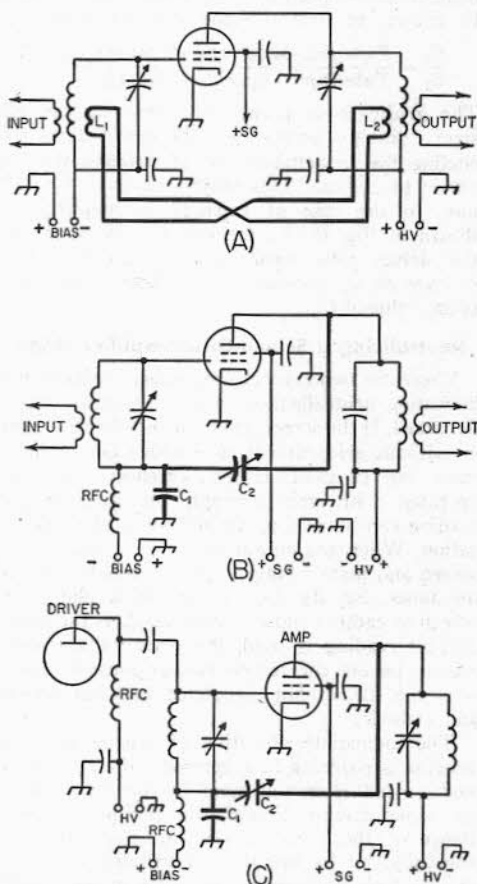 INPUT
L1
+SG
L2
OUTPUT
+ BIAS -
(A)
+ HV -
INPUT
C2
OUTPUT
RFC
C1
- BIAS +
(B)
+ SG -
- HV +
DRIVER
AMP
RFC
C1
C2
+ HV -
RFC
+ BIAS -
(C)
+ SG -
+ HV -